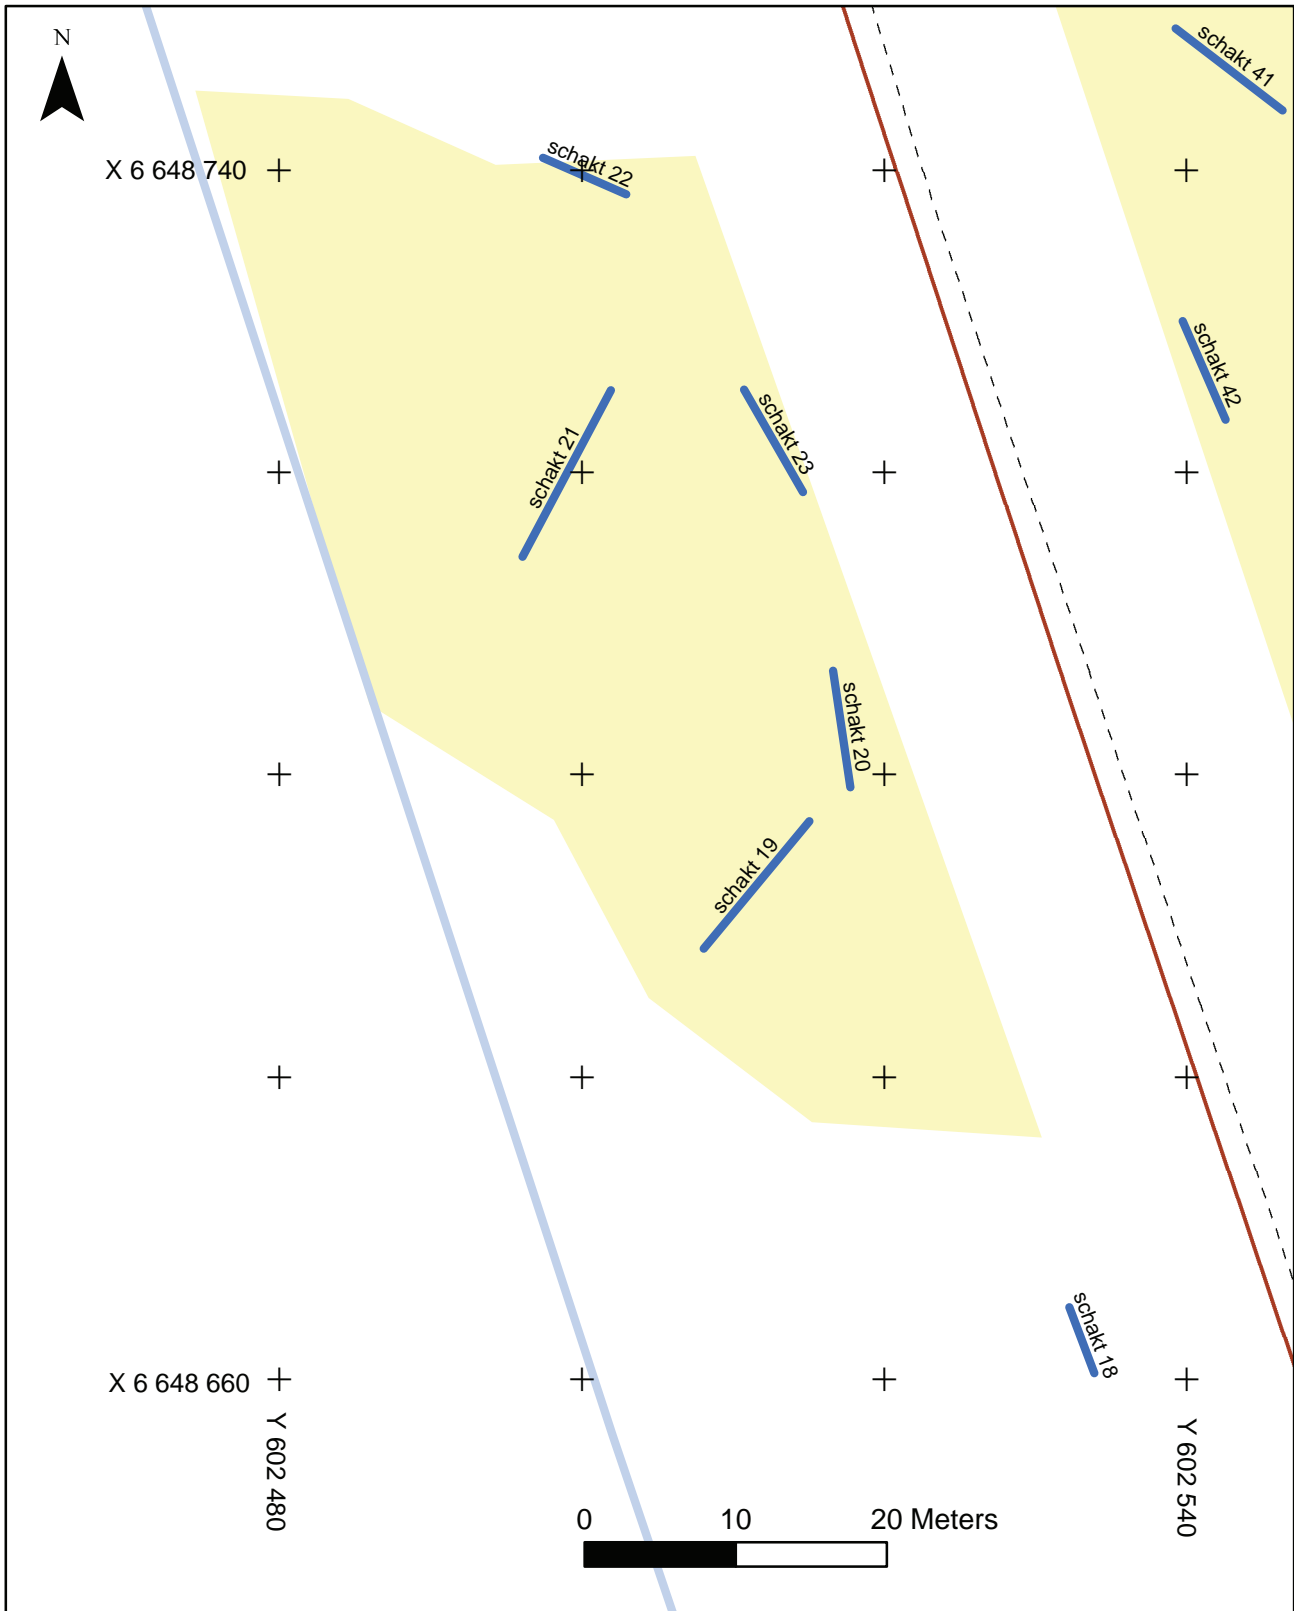 N
schakt 41
schakt 22
X 6 648 740
schakt 42
schakt 23
schakt 21
schakt 20
schakt 19
schakt 18
X 6 648 660
Y 602 480
Y 602 540
0 10 20 Meters